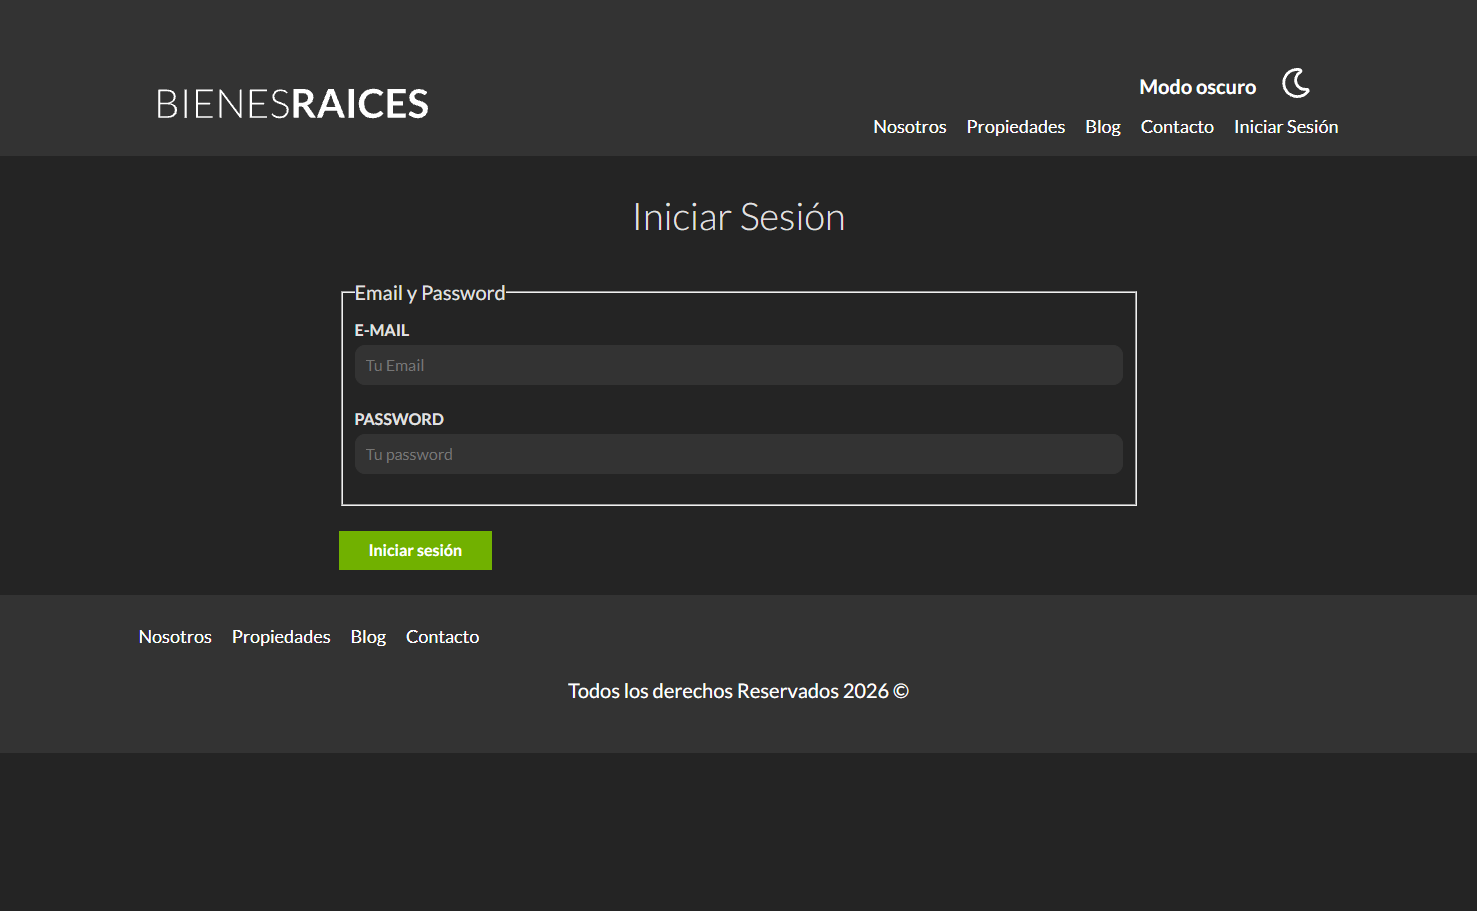 BIENESRAICES
Modo oscuro
Nosotros Propiedades Blog Contacto Iniciar Sesión
Iniciar Sesión
Email y Password
E-MAIL
Tu Email
PASSWORD
Tu password
Iniciar sesión
Nosotros Propiedades Blog Contacto
Todos los derechos Reservados 2026 ©